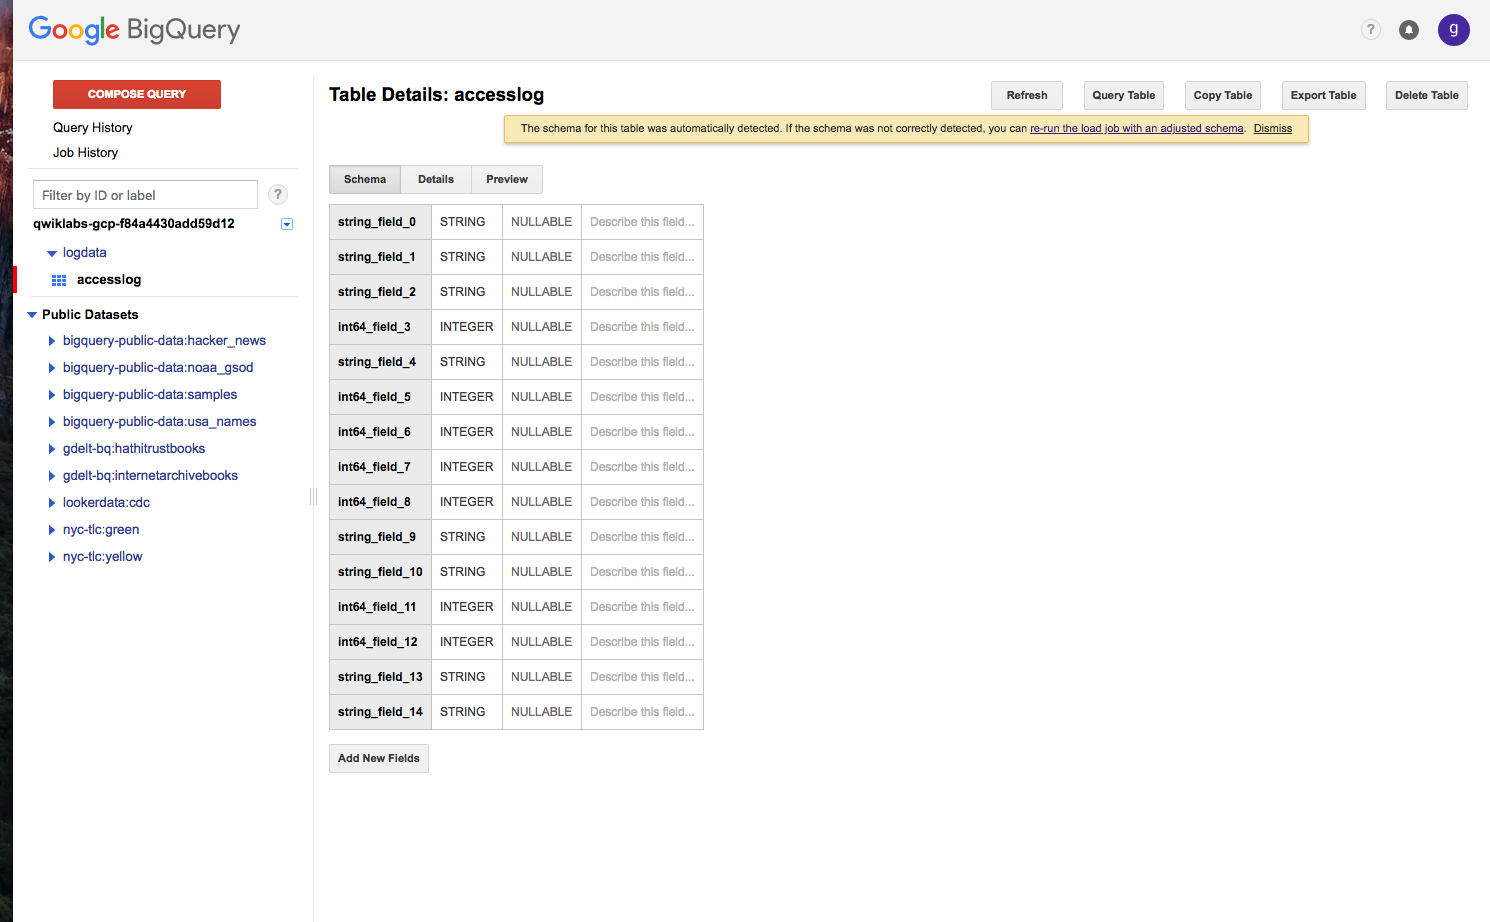 Google BigQuery
?
g
COMPOSE QUERY
Query History
Job History
Filter by ID or label
?
qwiklabs-gcp-f84a4430add59d12
logdata
accesslog
Public Datasets
bigquery-public-data:hacker_news
bigquery-public-data:noaa_gsod
bigquery-public-data:samples
bigquery-public-data:usa_names
gdelt-bq:hathitrustbooks
gdelt-bq:internetarchivebooks
lookerdata:cdc
nyc-tlc:green
nyc-tlc:yellow
Table Details: accesslog
Refresh Query Table Copy Table Export Table Delete Table
The schema for this table was automatically detected. If the schema was not correctly detected, you can re-run the load job with an adjusted schema. Dismiss
Schema Details Preview
string_field_0 STRING NULLABLE Describe this field...
string_field_1 STRING NULLABLE Describe this field...
string_field_2 STRING NULLABLE Describe this field...
int64_field_3 INTEGER NULLABLE Describe this field...
string_field_4 STRING NULLABLE Describe this field...
int64_field_5 INTEGER NULLABLE Describe this field...
int64_field_6 INTEGER NULLABLE Describe this field...
int64_field_7 INTEGER NULLABLE Describe this field...
int64_field_8 INTEGER NULLABLE Describe this field...
string_field_9 STRING NULLABLE Describe this field...
string_field_10 STRING NULLABLE Describe this field...
int64_field_11 INTEGER NULLABLE Describe this field...
int64_field_12 INTEGER NULLABLE Describe this field...
string_field_13 STRING NULLABLE Describe this field...
string_field_14 STRING NULLABLE Describe this field...
Add New Fields